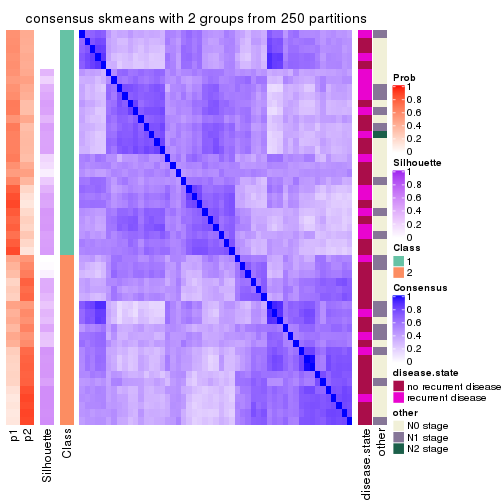 consensus skmeans with 2 groups from 250 partitions
Prob
1
0.8
0.6
0.4
0.2
0
Silhouette
1
0.8
0.6
0.4
0.2
0
Class
1
2
Consensus
1
0.8
0.6
0.4
0.2
0
disease.state
no recurrent disease
recurrent disease
other
N0 stage
N1 stage
N2 stage
p1
p2
Silhouette
Class
disease.state
other